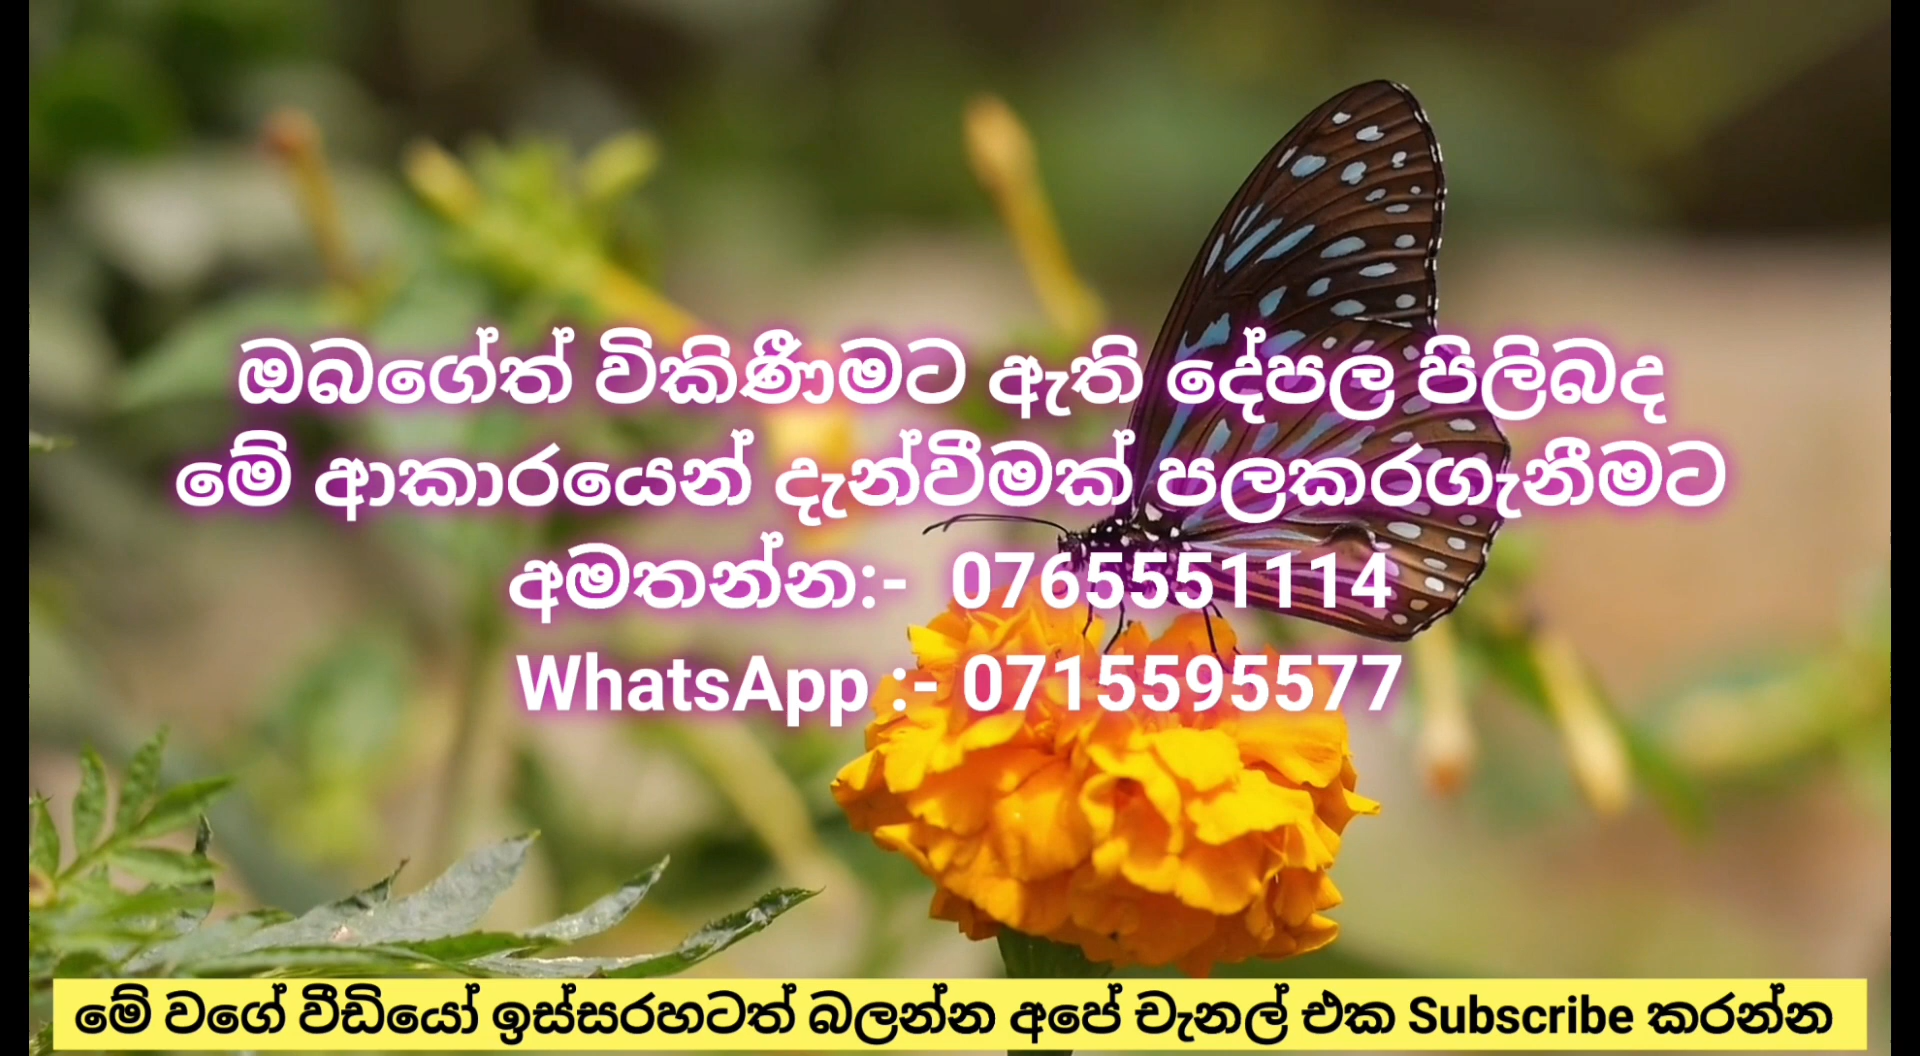 ඔබගේත් විකිණීමට ඇති දේපල පිලිබද
මේ ආකාරයෙන් දැන්වීමක් පලකරගැනීමට
අමතන්න:- 0765551114
WhatsApp :- 0715595577
මේ වගේ වීඩියෝ ඉස්සරහටත් බලන්න අපේ චැනල් එක Subscribe කරන්න